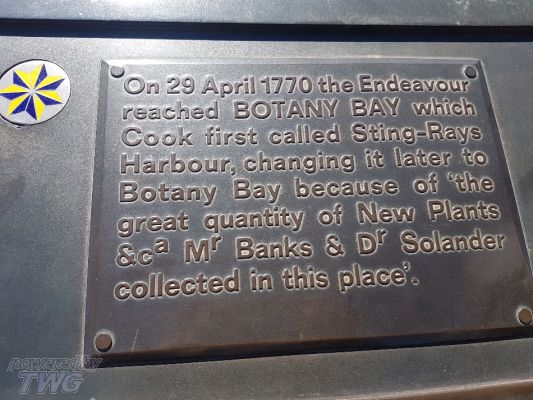 On 29 April 1770 the Endeavour
reached BOTANY BAY which
Cook first called Sting-Rays
Harbour, changing it later to
Botany Bay because of 'the
great quantity of New Plants
&cᵃ Mʳ Banks & Dʳ Solander
collected in this place'.
powered by
TWG